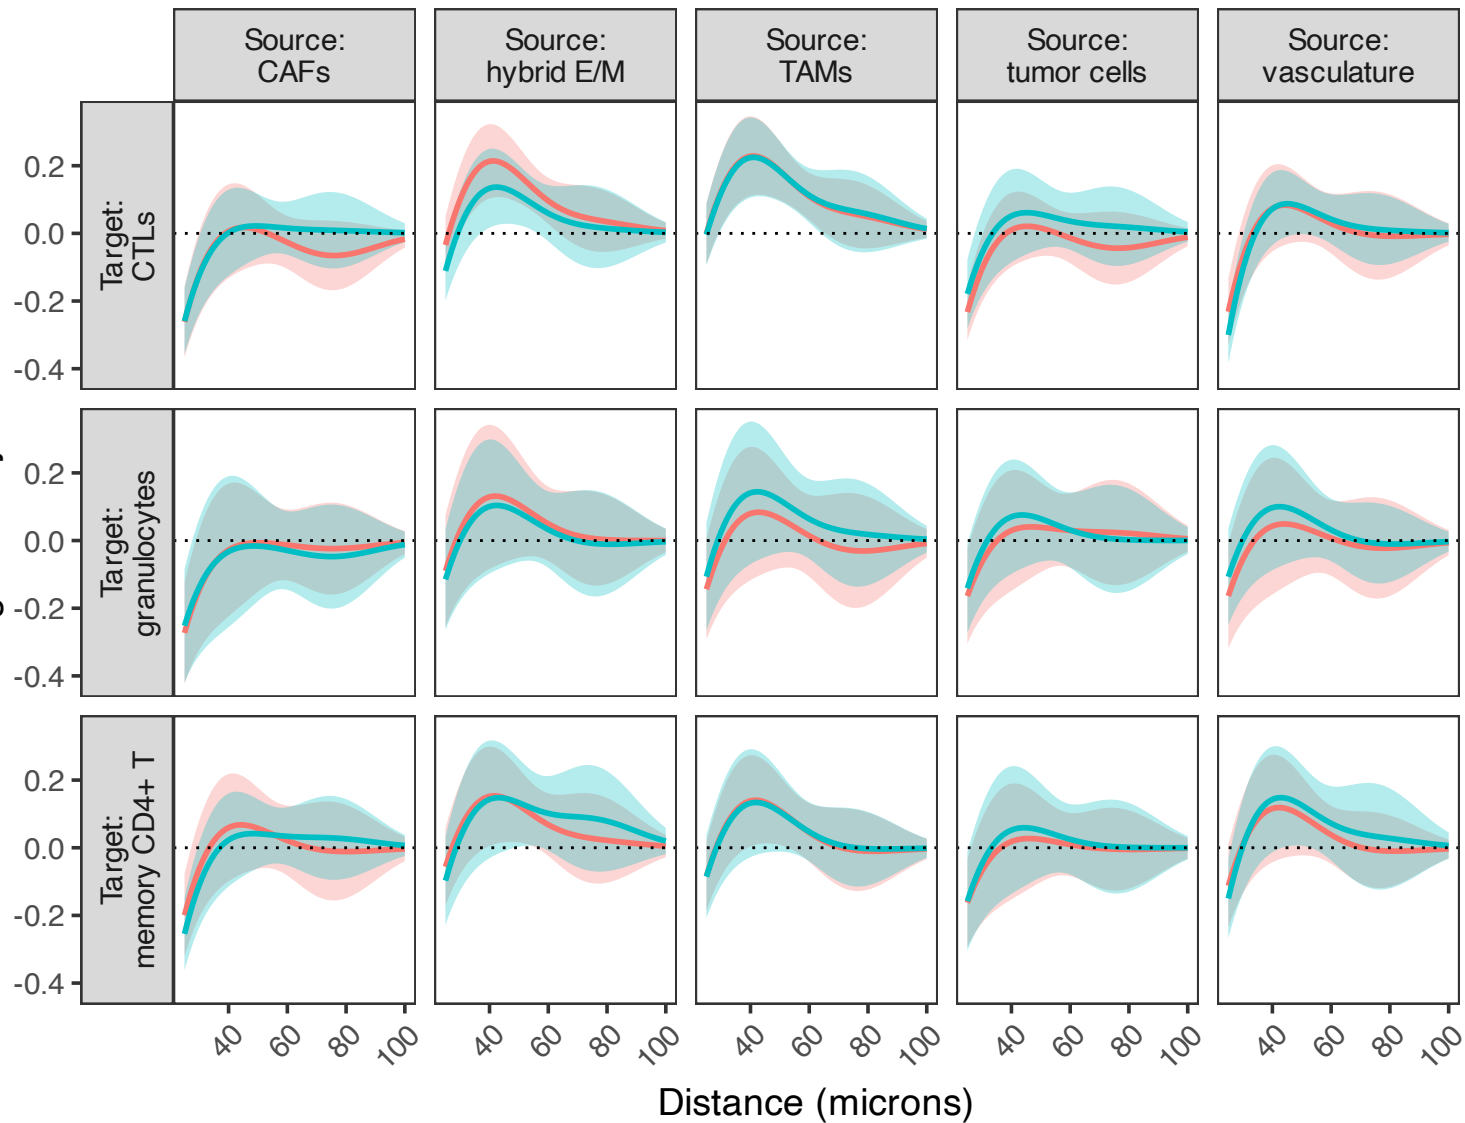 Source:
CAFs
Source:
hybrid E/M
Source:
TAMs
Source:
tumor cells
Source:
vasculature
Target:
CTLs
0.2
0.0
-0.2
-0.4
Target:
granulocytes
0.2
0.0
-0.2
-0.4
Target:
memory CD4+ T
0.2
0.0
-0.2
-0.4
40 60 80 100
40 60 80 100
40 60 80 100
40 60 80 100
40 60 80 100
Distance (microns)